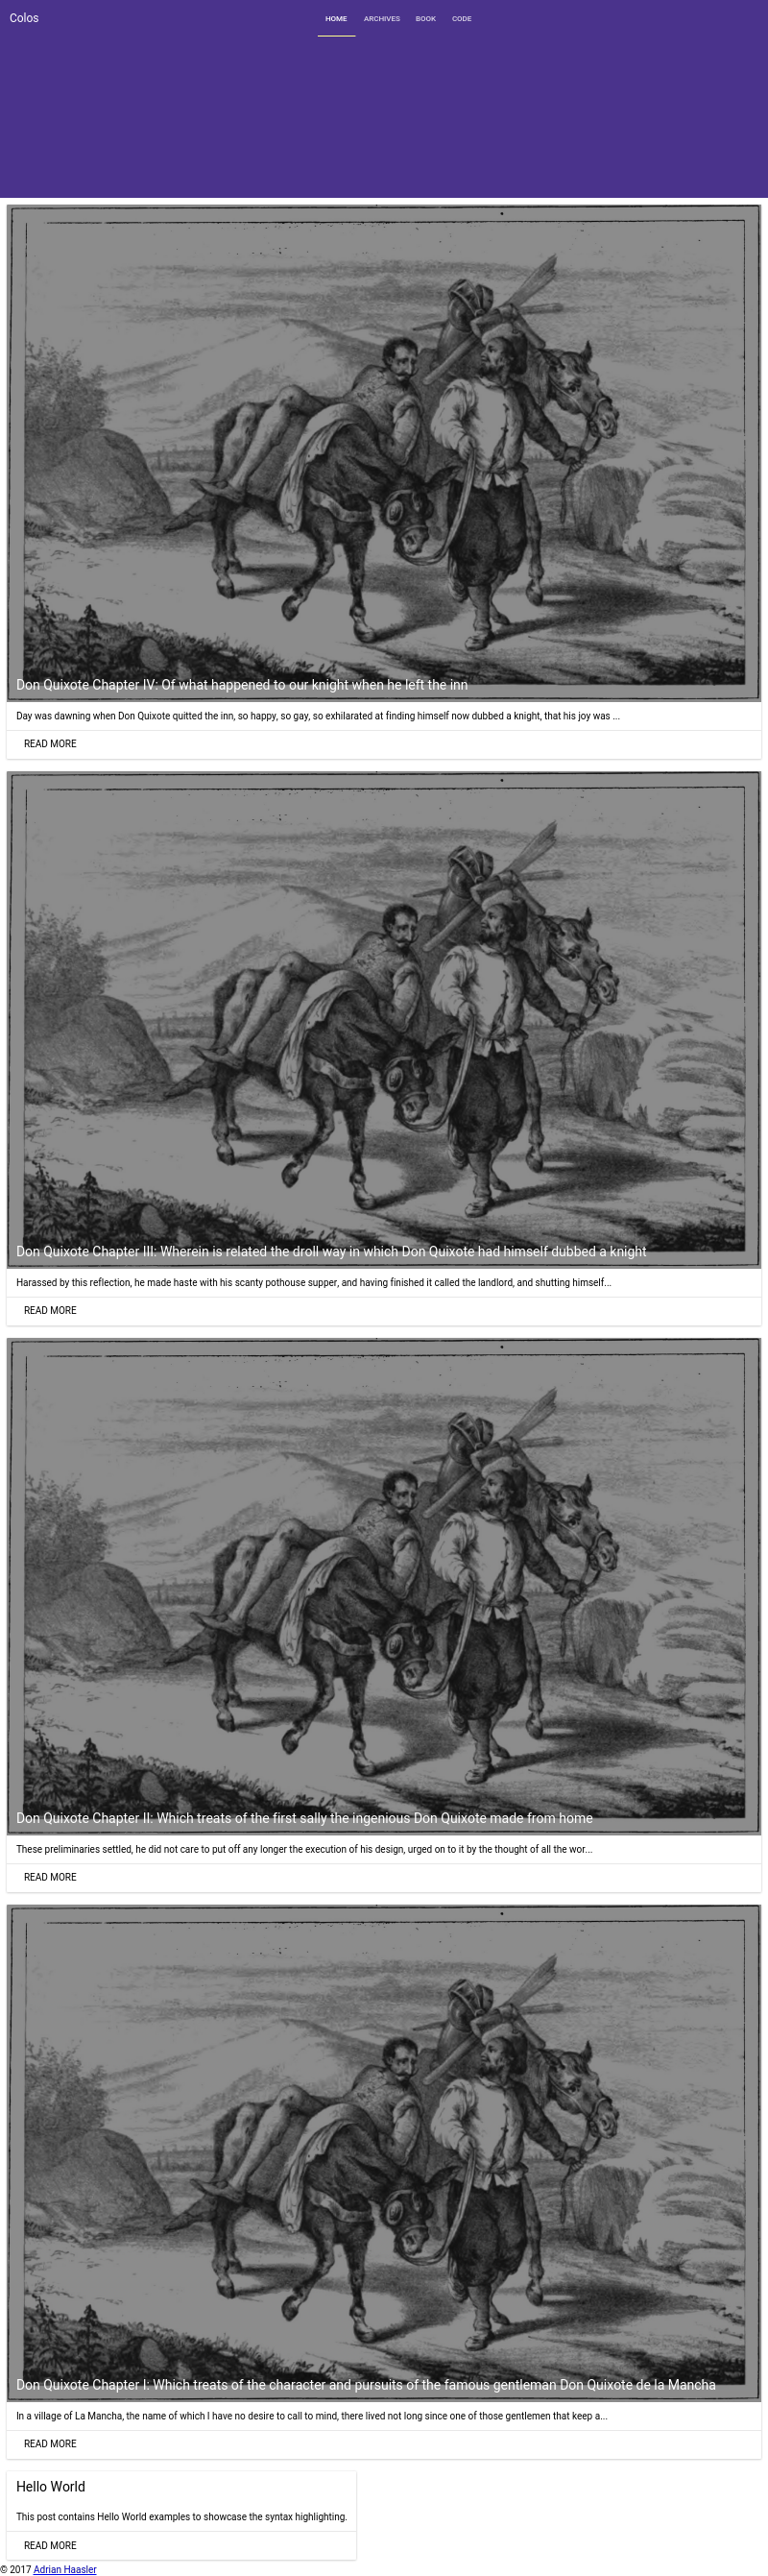 Colos
HOME ARCHIVES BOOK CODE
Don Quixote Chapter IV: Of what happened to our knight when he left the inn
Day was dawning when Don Quixote quitted the inn, so happy, so gay, so exhilarated at finding himself now dubbed a knight, that his joy was ...
READ MORE
Don Quixote Chapter III: Wherein is related the droll way in which Don Quixote had himself dubbed a knight
Harassed by this reflection, he made haste with his scanty pothouse supper, and having finished it called the landlord, and shutting himself...
READ MORE
Don Quixote Chapter II: Which treats of the first sally the ingenious Don Quixote made from home
These preliminaries settled, he did not care to put off any longer the execution of his design, urged on to it by the thought of all the wor...
READ MORE
Don Quixote Chapter I: Which treats of the character and pursuits of the famous gentleman Don Quixote de la Mancha
In a village of La Mancha, the name of which I have no desire to call to mind, there lived not long since one of those gentlemen that keep a...
READ MORE
Hello World
This post contains Hello World examples to showcase the syntax highlighting.
READ MORE
© 2017 Adrian Haasler